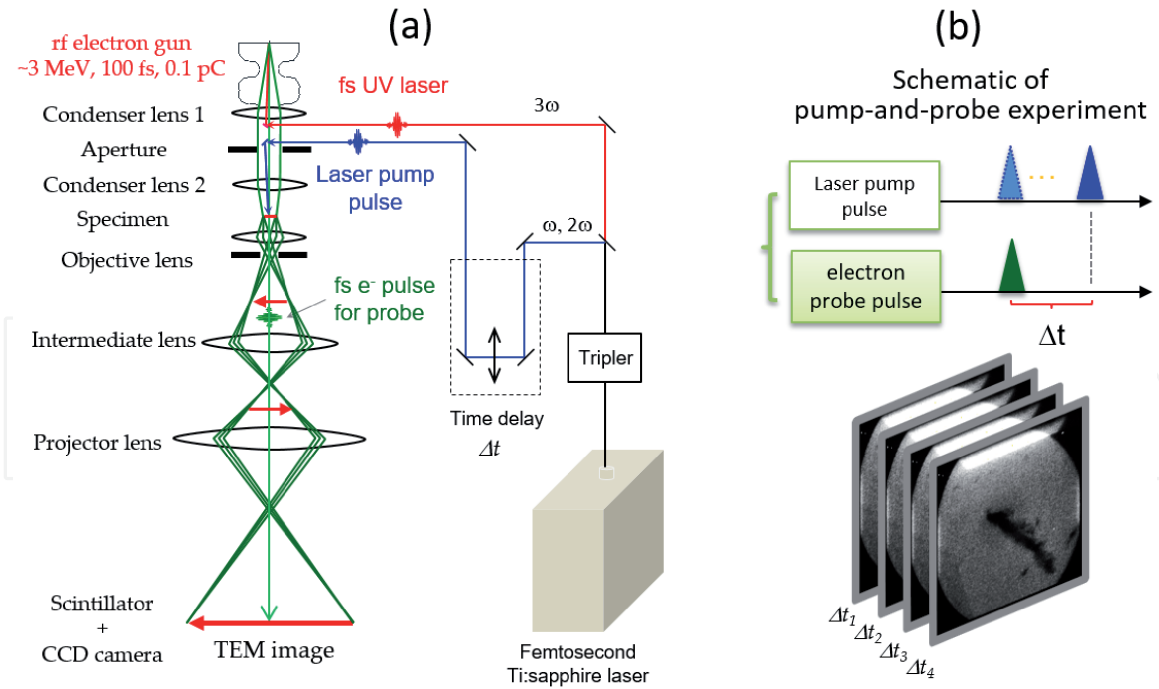 (a)
rf electron gun
~3 MeV, 100 fs, 0.1 pC
Condenser lens 1
Aperture
Condenser lens 2
Specimen
Objective lens
Intermediate lens
Projector lens
Scintillator
+
CCD camera
TEM image
fs UV laser
3ω
Laser pump
pulse
ω, 2ω
fs e- pulse
for probe
Time delay
Δt
Tripler
Femtosecond
Ti:sapphire laser
(b)
Schematic of
pump-and-probe experiment
Laser pump
pulse
electron
probe pulse
Δt
Δt1
Δt2
Δt3
Δt4